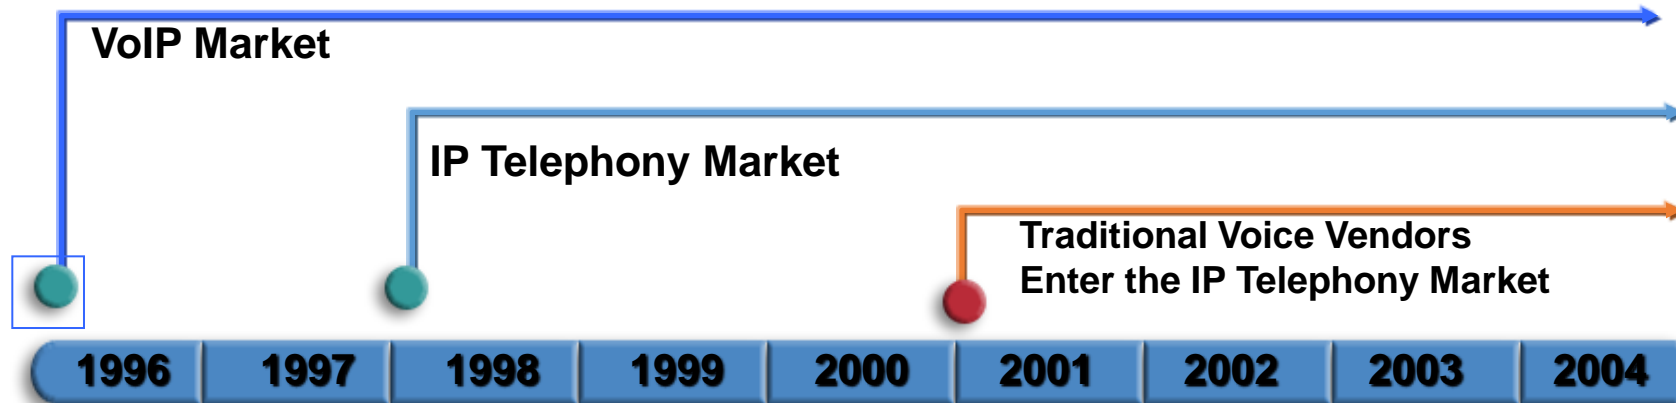 VoIP Market
IP Telephony Market
Traditional Voice Vendors
Enter the IP Telephony Market
1996 1997 1998 1999 2000 2001 2002 2003 2004